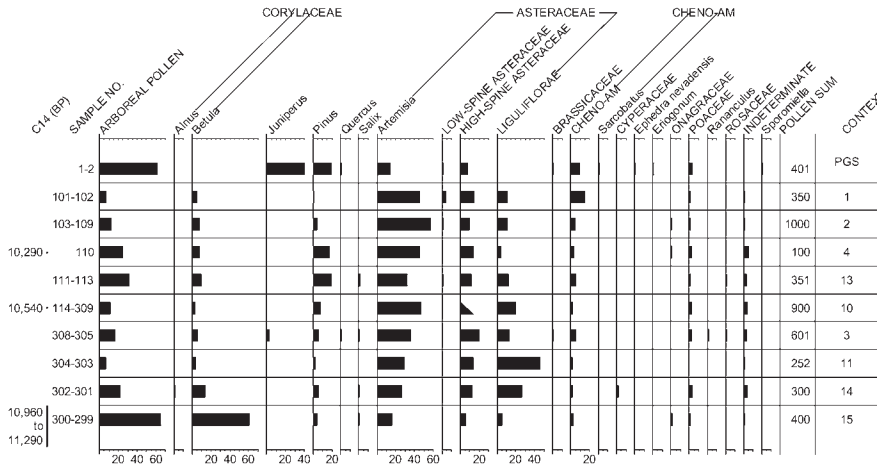 CORYLACEAE ASTERACEAE CHENO-AM
C14 (BP)
SAMPLE NO.
ARBOREAL POLLEN
Alnus
Betula
Juniperus
Pinus
Quercus
Salix
Artemisia
LOW-SPINE ASTERACEAE
HIGH-SPINE ASTERACEAE
LIGULIFLORAE
BRASSICACEAE
CHENO-AM
Sarcobatus
CYPERACEAE
Ephedra nevadensis
Eriogonum
ONAGRACEAE
POACEAE
Rananculus
ROSACEAE
INDETERMINATE
Sporomiella
POLLEN SUM
CONTEXT
1-2 401 PGS
101-102 350 1
103-109 1000 2
10,290 110 100 4
111-113 351 13
10,540 114-309 900 10
308-305 601 3
304-303 252 11
302-301 300 14
10,960 to 11,290 300-299 400 15
20 40 60 20 40 60 20 40 20 20 40 60 20 20 40 20